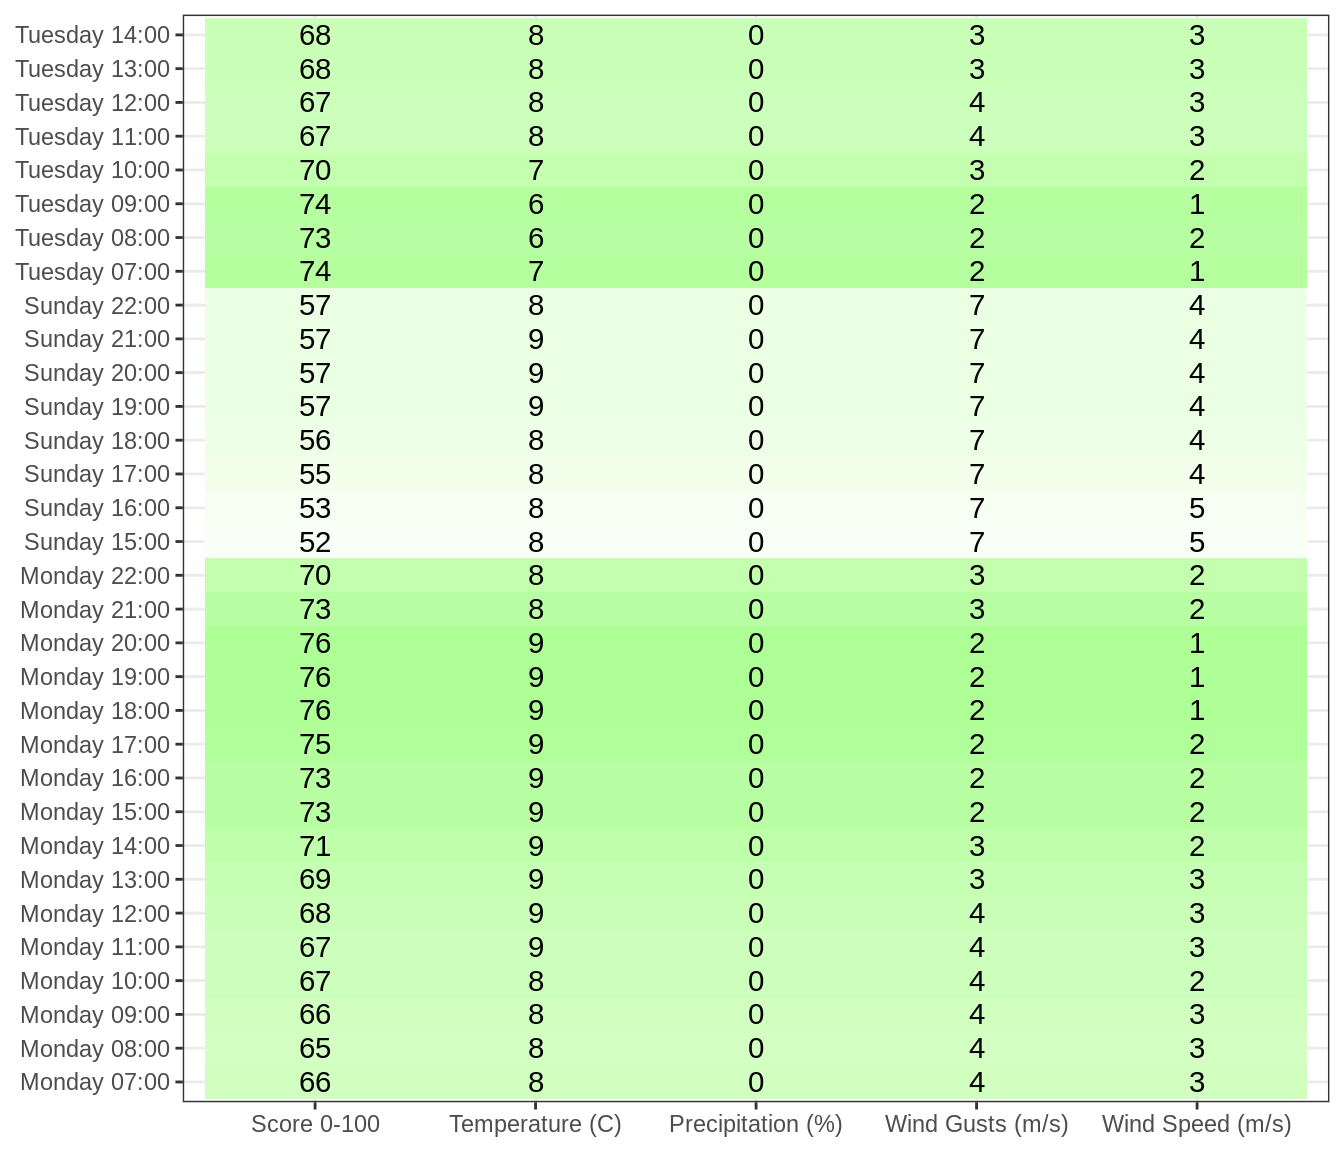 Tuesday 14:00 68 8 0 3 3
Tuesday 13:00 68 8 0 3 3
Tuesday 12:00 67 8 0 4 3
Tuesday 11:00 67 8 0 4 3
Tuesday 10:00 70 7 0 3 2
Tuesday 09:00 74 6 0 2 1
Tuesday 08:00 73 6 0 2 2
Tuesday 07:00 74 7 0 2 1
Sunday 22:00 57 8 0 7 4
Sunday 21:00 57 9 0 7 4
Sunday 20:00 57 9 0 7 4
Sunday 19:00 57 9 0 7 4
Sunday 18:00 56 8 0 7 4
Sunday 17:00 55 8 0 7 4
Sunday 16:00 53 8 0 7 5
Sunday 15:00 52 8 0 7 5
Monday 22:00 70 8 0 3 2
Monday 21:00 73 8 0 3 2
Monday 20:00 76 9 0 2 1
Monday 19:00 76 9 0 2 1
Monday 18:00 76 9 0 2 1
Monday 17:00 75 9 0 2 2
Monday 16:00 73 9 0 2 2
Monday 15:00 73 9 0 2 2
Monday 14:00 71 9 0 3 2
Monday 13:00 69 9 0 3 3
Monday 12:00 68 9 0 4 3
Monday 11:00 67 9 0 4 3
Monday 10:00 67 8 0 4 2
Monday 09:00 66 8 0 4 3
Monday 08:00 65 8 0 4 3
Monday 07:00 66 8 0 4 3
Score 0-100 Temperature (C) Precipitation (%) Wind Gusts (m/s) Wind Speed (m/s)